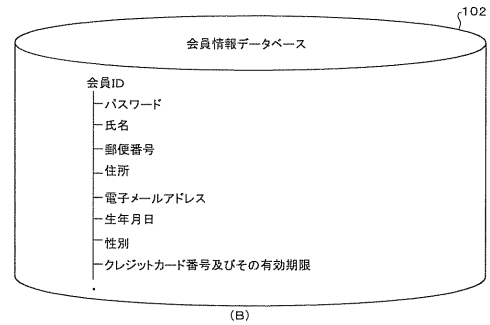 102
会員情報データベース
会員ID
パスワード
氏名
郵便番号
住所
電子メールアドレス
生年月日
性別
クレジットカード番号及びその有効期限
(B)